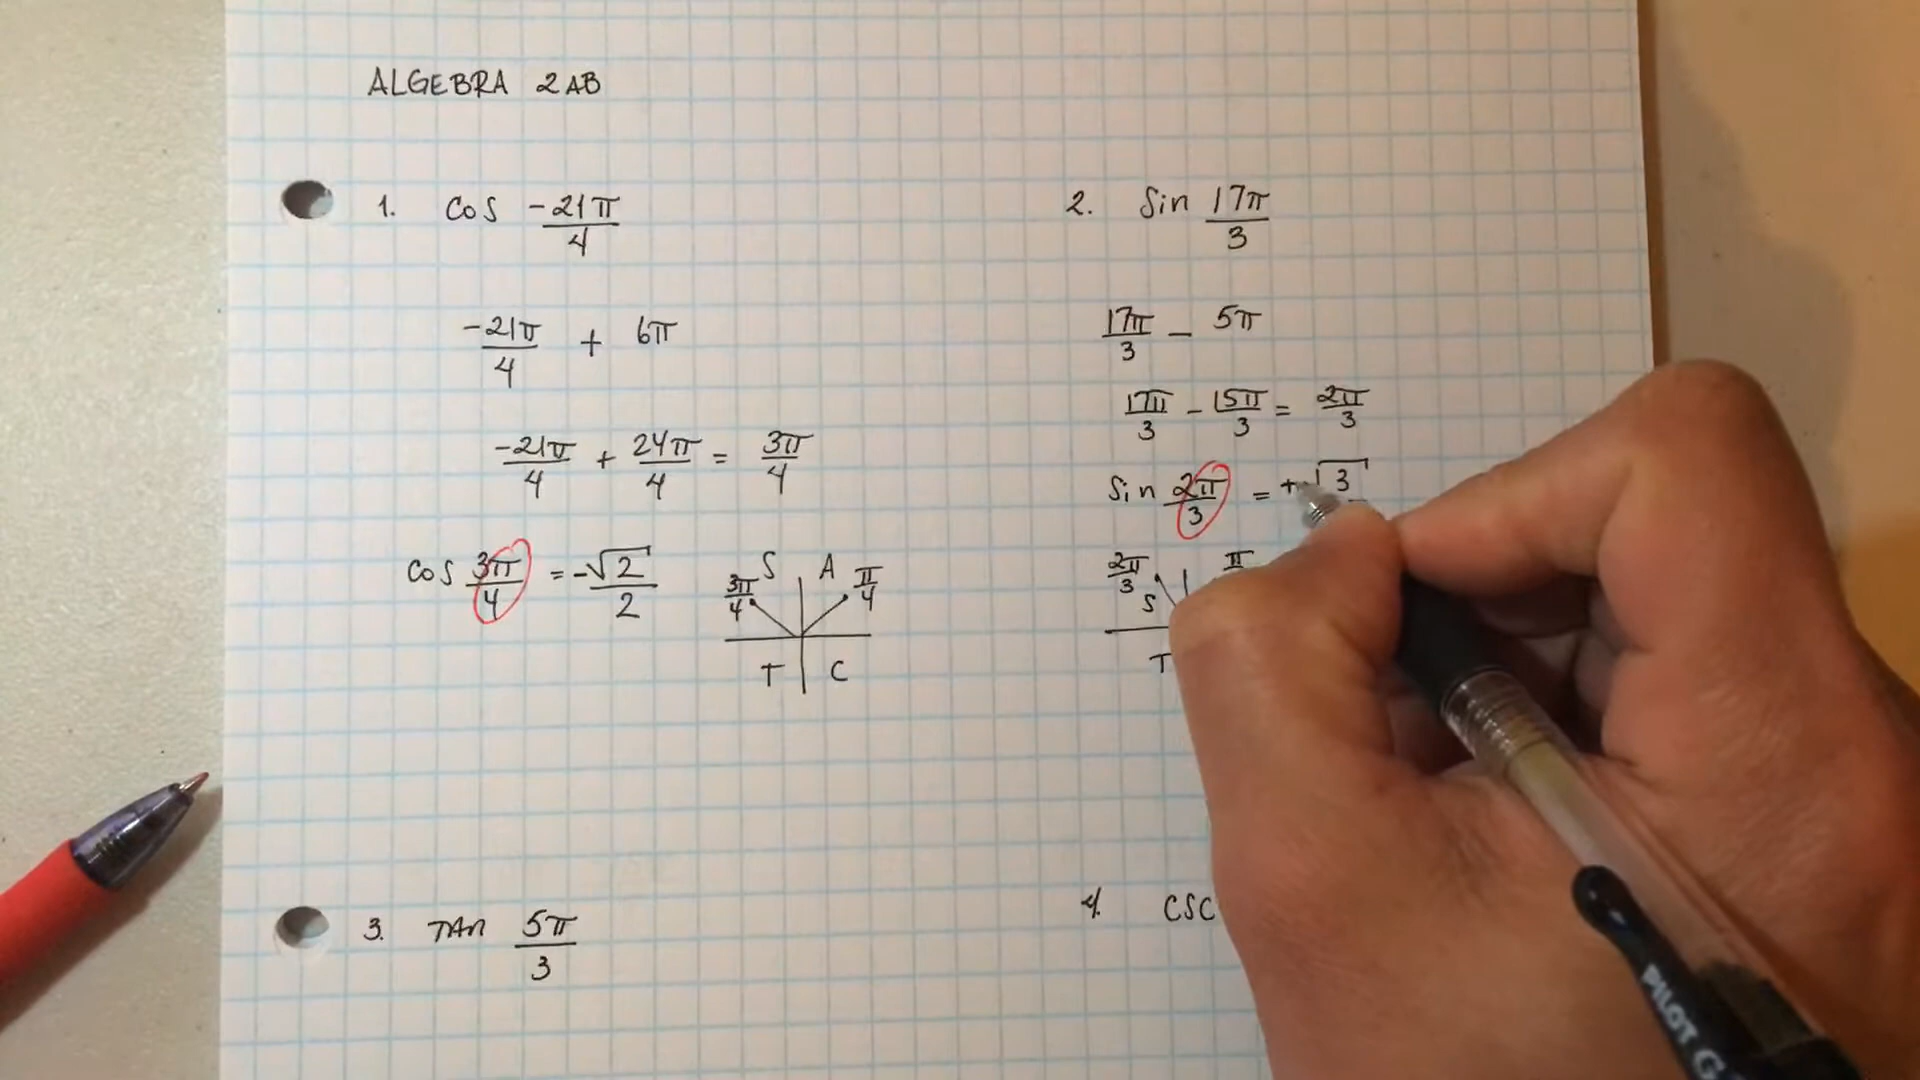 ALGEBRA 2AB
1. COS -21π/4
-21π/4 + 6π
-21π/4 + 24π/4 = 3π/4
COS 3π/4 = -√2/2
S A
3π/4 π/4
T C
2. Sin 17π/3
17π/3 - 5π
17π/3 - 15π/3 = 2π/3
Sin 2π/3 = +√3
2π/3 π
S
T
3. TAN 5π/3
4. CSC
PILOT G